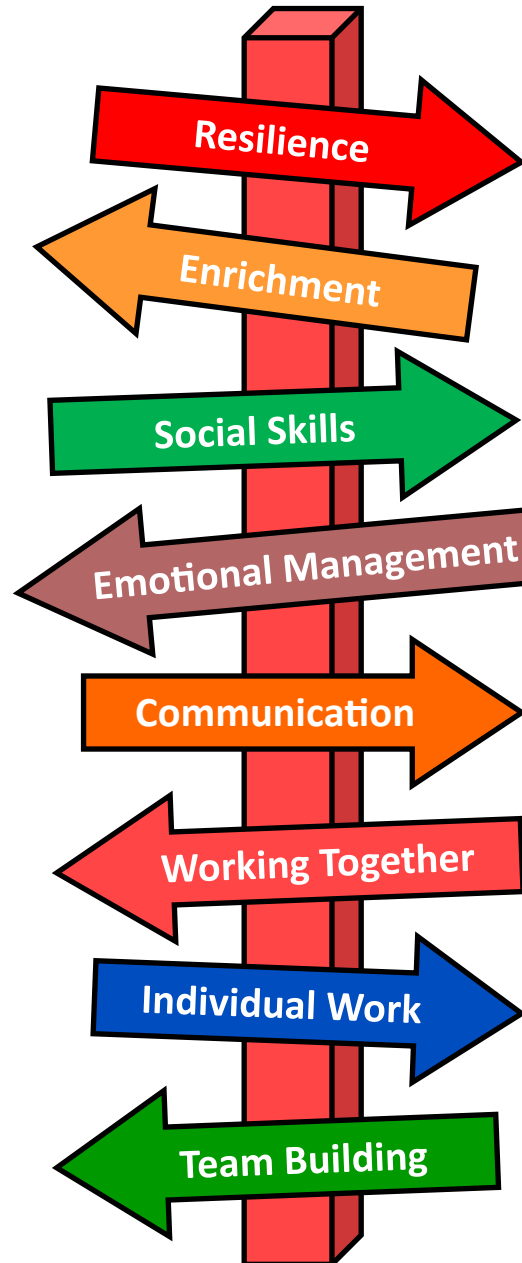 Resilience
Enrichment
Social Skills
Emotional Management
Communication
Working Together
Individual Work
Team Building